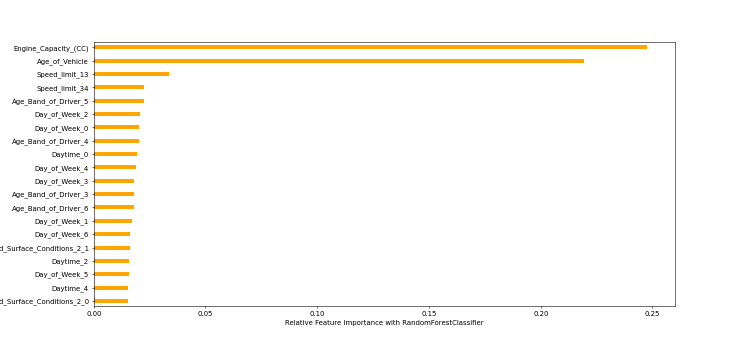 Engine_Capacity_(CC)
Age_of_Vehicle
Speed_limit_13
Speed_limit_34
Age_Band_of_Driver_5
Day_of_Week_2
Day_of_Week_0
Age_Band_of_Driver_4
Daytime_0
Day_of_Week_4
Day_of_Week_3
Age_Band_of_Driver_3
Age_Band_of_Driver_6
Day_of_Week_1
Day_of_Week_6
d_Surface_Conditions_2_1
Daytime_2
Day_of_Week_5
Daytime_4
d_Surface_Conditions_2_0
0.00 0.05 0.10 0.15 0.20 0.25
Relative Feature Importance with RandomForestClassifier